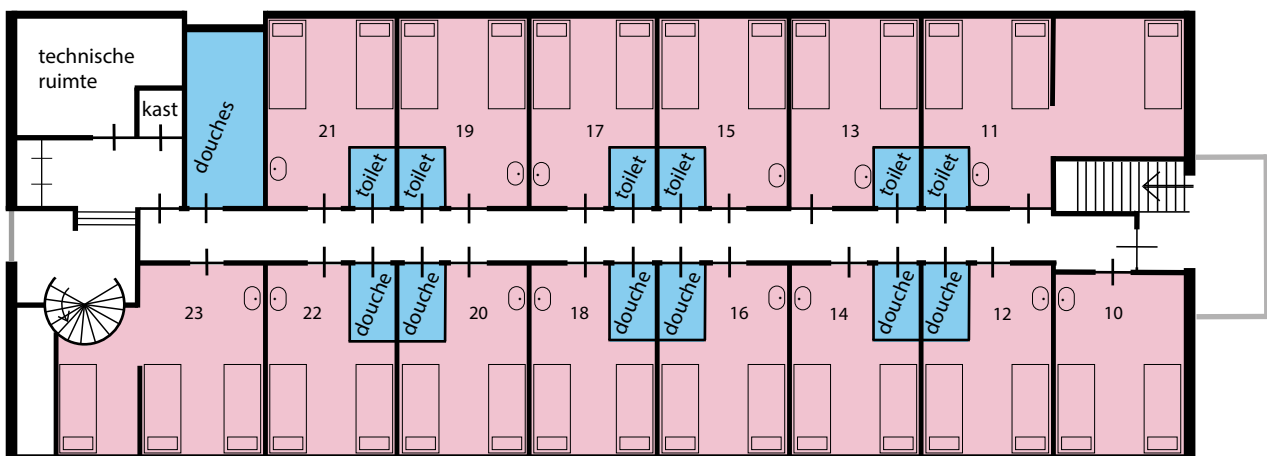 technische
ruimte
kast
douches
21
19
17
15
13
11
toilet
toilet
toilet
toilet
toilet
toilet
douche
douche
douche
douche
douche
douche
23
22
20
18
16
14
12
10